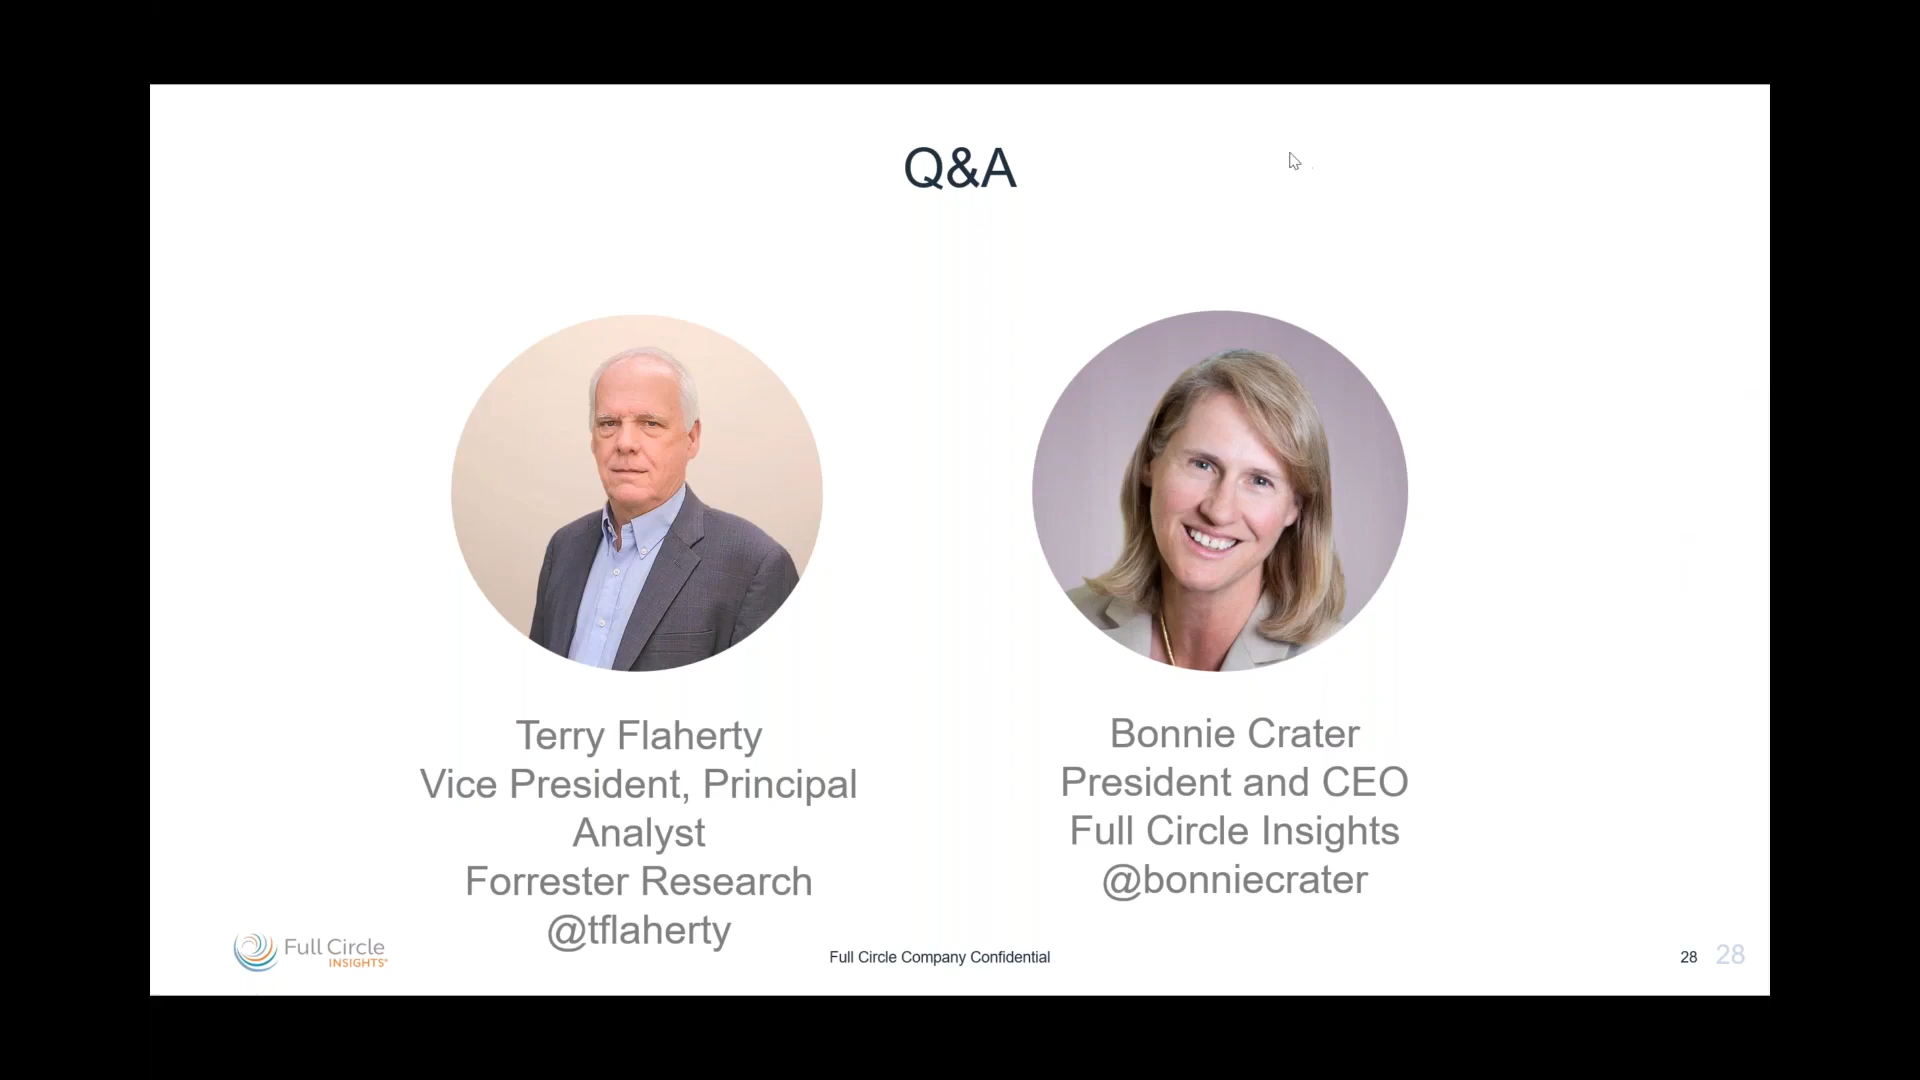 Q&A
Terry Flaherty
Vice President, Principal
Analyst
Forrester Research
@tflaherty
Bonnie Crater
President and CEO
Full Circle Insights
@bonniecrater
Full Circle
INSIGHTS®
Full Circle Company Confidential
28
28